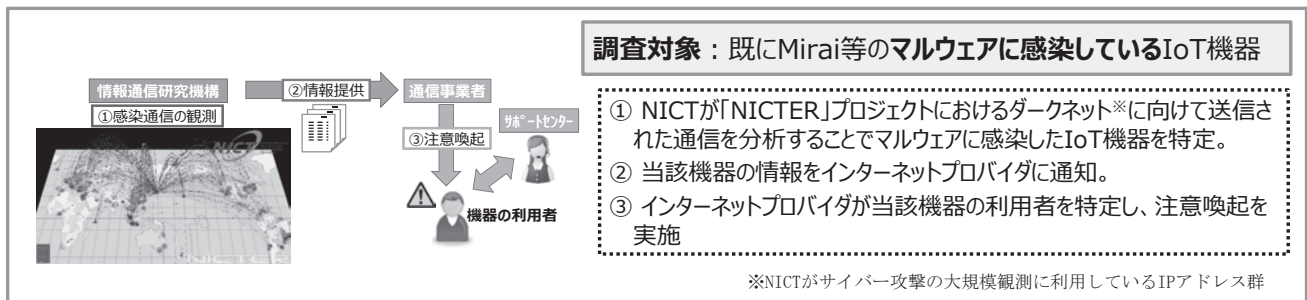 調査対象：既にMirai等のマルウェアに感染しているIoT機器
情報通信研究機構
②情報提供
通信事業者
①感染通信の観測
サポートセンター
③注意喚起
機器の利用者
NICT
NICTER
① NICTが「NICTER」プロジェクトにおけるダークネット※に向けて送信さ
れた通信を分析することでマルウェアに感染したIoT機器を特定。
② 当該機器の情報をインターネットプロバイダに通知。
③ インターネットプロバイダが当該機器の利用者を特定し、注意喚起を
実施
※NICTがサイバー攻撃の大規模観測に利用しているIPアドレス群